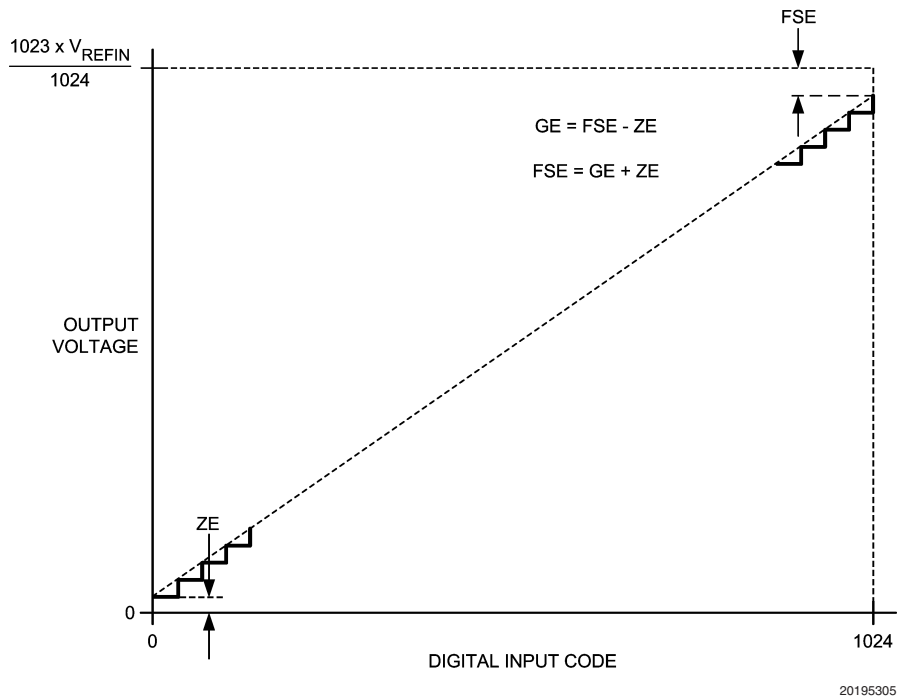 FSE
1023 x VREFIN
1024
GE = FSE - ZE
FSE = GE + ZE
OUTPUT
VOLTAGE
ZE
0
0
1024
DIGITAL INPUT CODE
20195305